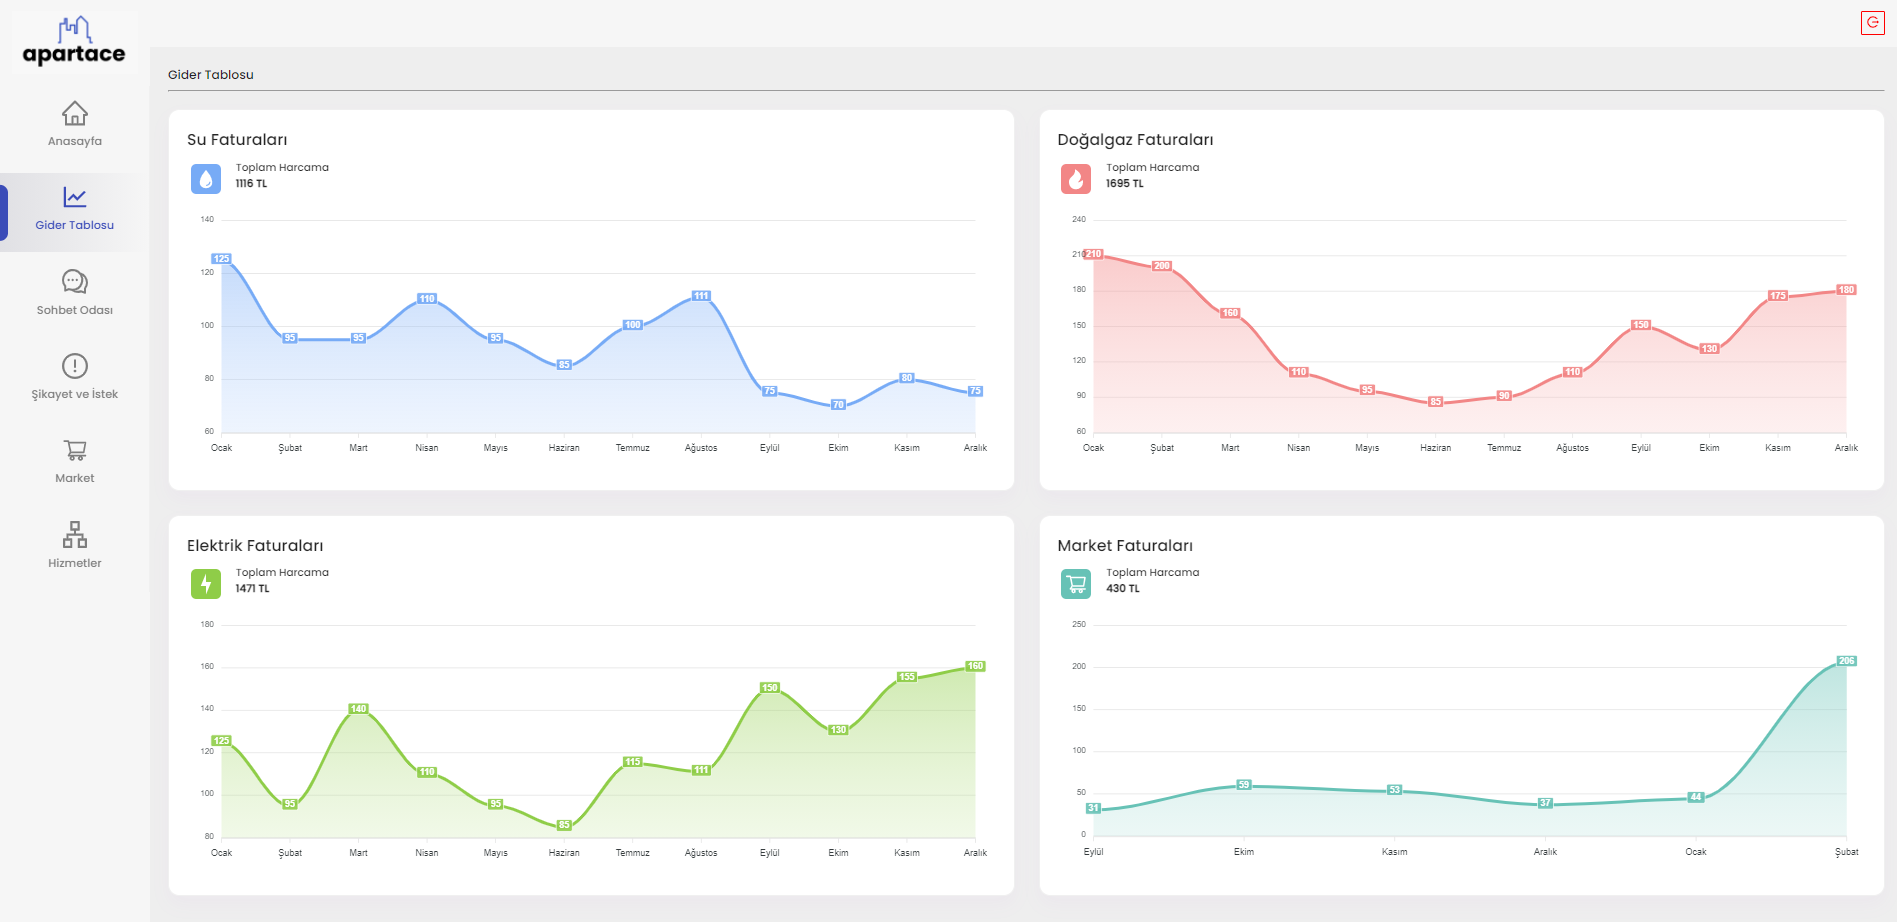 apartace
Anasayfa
Gider Tablosu
Sohbet Odası
Şikayet ve İstek
Market
Hizmetler
Gider Tablosu
Su Faturaları
Toplam Harcama
1116 TL
140
120
100
80
60
125
95
95
110
95
85
100
111
75
70
80
75
Ocak Şubat Mart Nisan Mayıs Haziran Temmuz Ağustos Eylül Ekim Kasım Aralık
Doğalgaz Faturaları
Toplam Harcama
1695 TL
240
210
180
150
120
90
60
210
200
160
110
95
85
90
110
150
130
175
180
Ocak Şubat Mart Nisan Mayıs Haziran Temmuz Ağustos Eylül Ekim Kasım Aralık
Elektrik Faturaları
Toplam Harcama
1471 TL
180
160
140
120
100
80
125
95
140
110
95
85
115
111
150
130
155
160
Ocak Şubat Mart Nisan Mayıs Haziran Temmuz Ağustos Eylül Ekim Kasım Aralık
Market Faturaları
Toplam Harcama
430 TL
250
200
150
100
50
0
31
59
53
37
44
206
Eylül Ekim Kasım Aralık Ocak Şubat